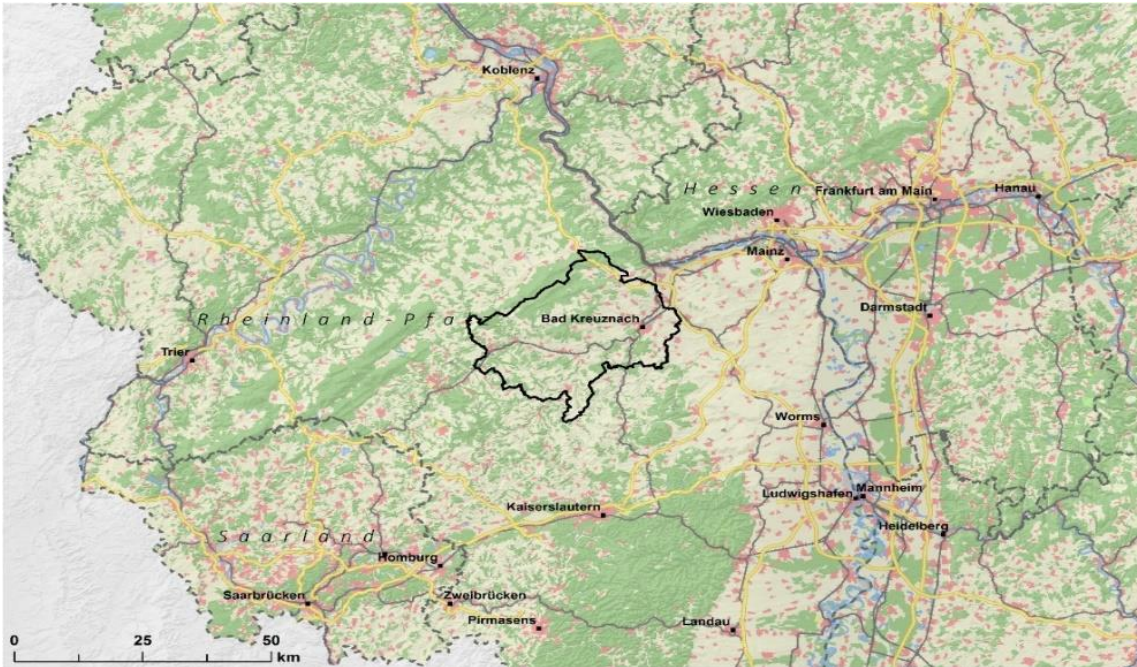 Koblenz
Hessen
Frankfurt am Main
Hanau
Wiesbaden
Mainz
Darmstadt
Rheinland-Pfa
Bad Kreuznach
Trier
Worms
Ludwigshafen
Mannheim
Kaiserslautern
Heidelberg
Saarland
Homburg
Saarbrücken
Zweibrücken
Pirmasens
Landau
0 25 50
km